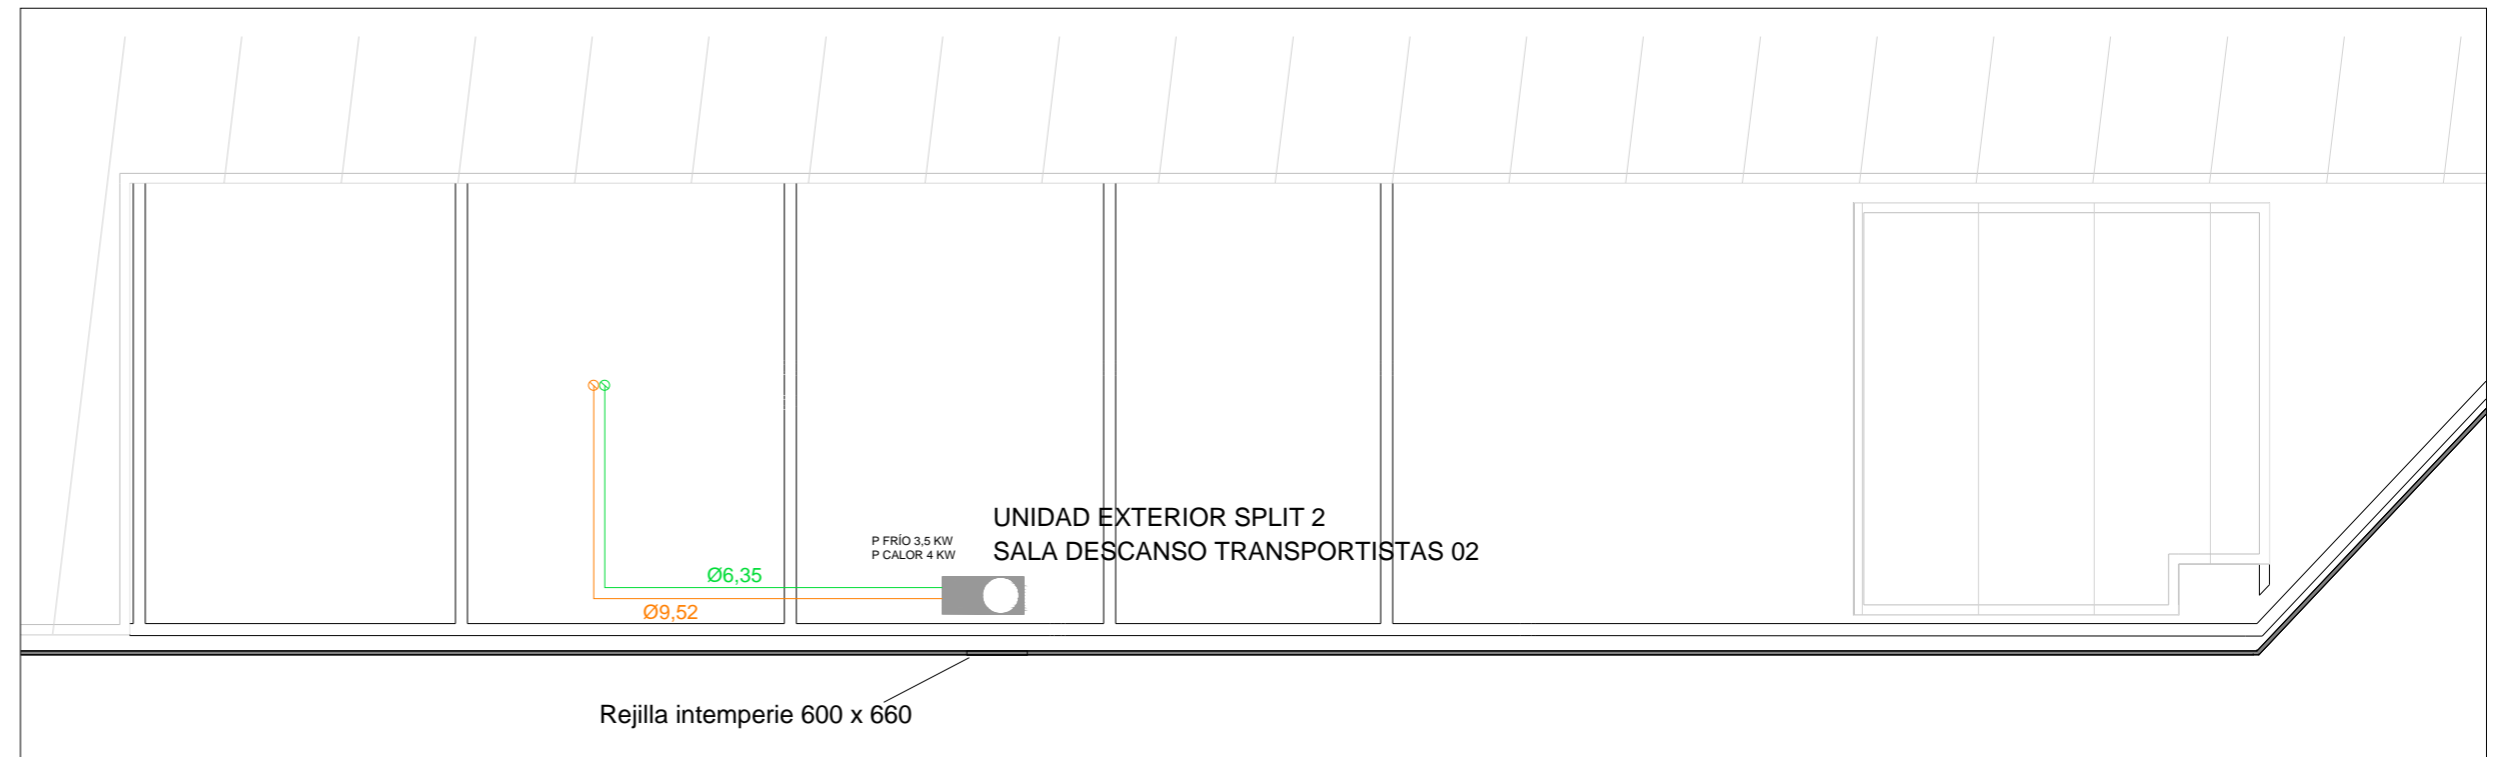 UNIDAD EXTERIOR SPLIT 2
SALA DESCANSO TRANSPORTISTAS 02
P FRÍO 3,5 KW
P CALOR 4 KW
Ø6,35
Ø9,52
Rejilla intemperie 600 x 660